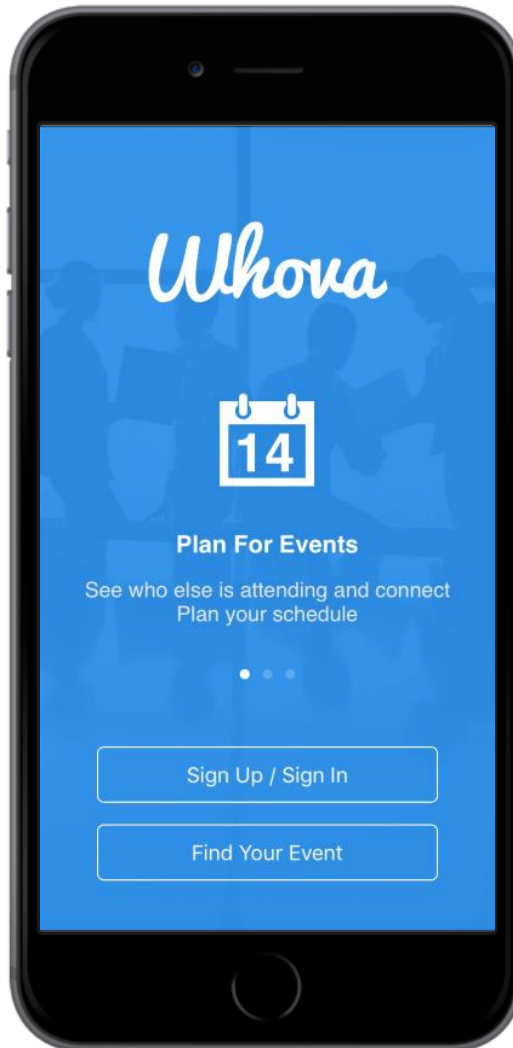 Whova
14
Plan For Events
See who else is attending and connect
Plan your schedule
Sign Up / Sign In
Find Your Event